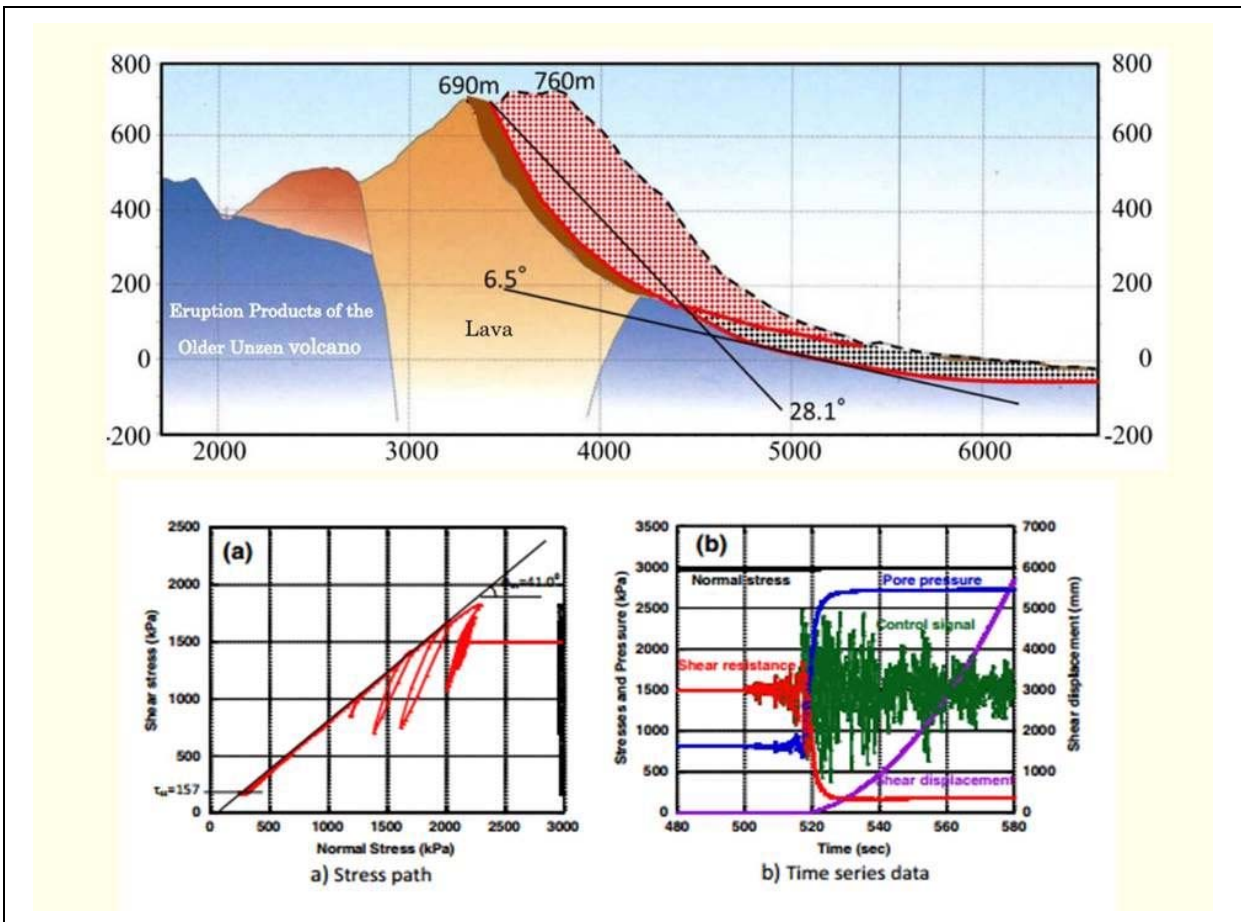 800
600
400
200
0
-200
690m
760m
800
600
400
200
0
-200
6.5°
Eruption Products of the
Older Unzen volcano
Lava
28.1°
2000 3000 4000 5000 6000
(a)
2500
2000
1500
1000
500
0
Shear stress (kPa)
=41.0°
=157
0 500 1000 1500 2000 2500 3000
Normal Stress (kPa)
a) Stress path
(b)
3500
3000
2500
2000
1500
1000
500
0
Stresses and Pressure (kPa)
Normal stress
Pore pressure
Control signal
Shear resistance
Shear displacement
7000
6000
5000
4000
3000
2000
1000
0
Shear displacement (mm)
480 500 520 540 560 580
Time (sec)
b) Time series data